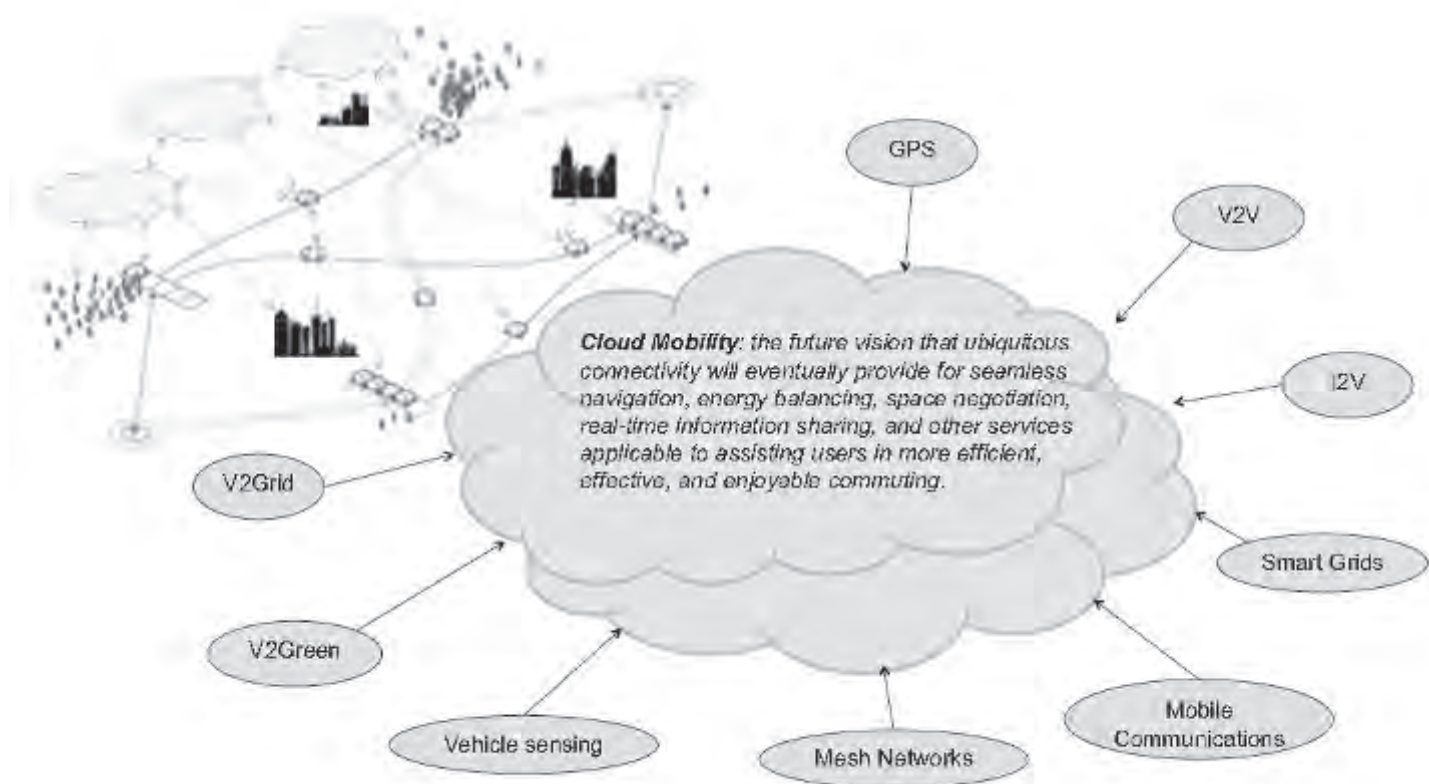 GPS
V2V
Cloud Mobility: the future vision that ubiquitous
connectivity will eventually provide for seamless
navigation, energy balancing, space negotiation,
real-time information sharing, and other services
applicable to assisting users in more efficient,
effective, and enjoyable commuting.
I2V
V2Grid
Smart Grids
V2Green
Mobile
Communications
Vehicle sensing
Mesh Networks